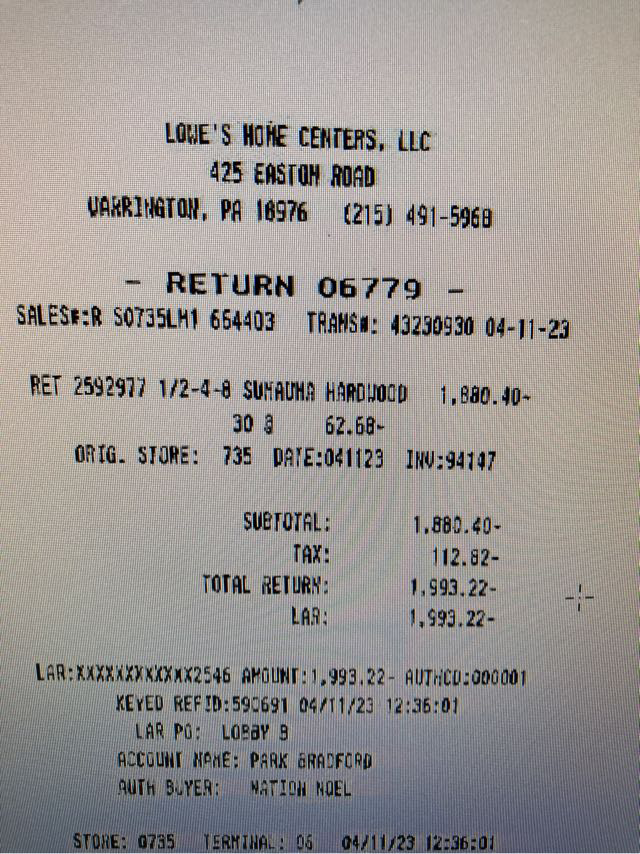 LOWE'S HOME CENTERS, LLC
425 EASTON ROAD
WARRINGTON, PA 18976 (215) 491-5968
- RETURN 06779 -
SALES#:R S0735LM1 664403 TRANS#: 43230930 04-11-23
RET 2592977 1/2-4-8 SUMAUMA HARDWOOD 1,880.40-
30 @ 62.68-
ORIG. STORE: 735 DATE:041123 INV:94147
SUBTOTAL: 1,880.40-
TAX: 112.82-
TOTAL RETURN: 1,993.22-
LAR: 1,993.22-
LAR:XXXXXXXXXXXX2546 AMOUNT:1,993.22- AUTHCD:000001
KEYED REFID:590691 04/11/23 12:36:01
LAR PO: LOBBY B
ACCOUNT NAME: PARK BRADFORD
AUTH BUYER: NATION NOEL
STORE: 0735 TERMINAL: 06 04/11/23 12:36:01